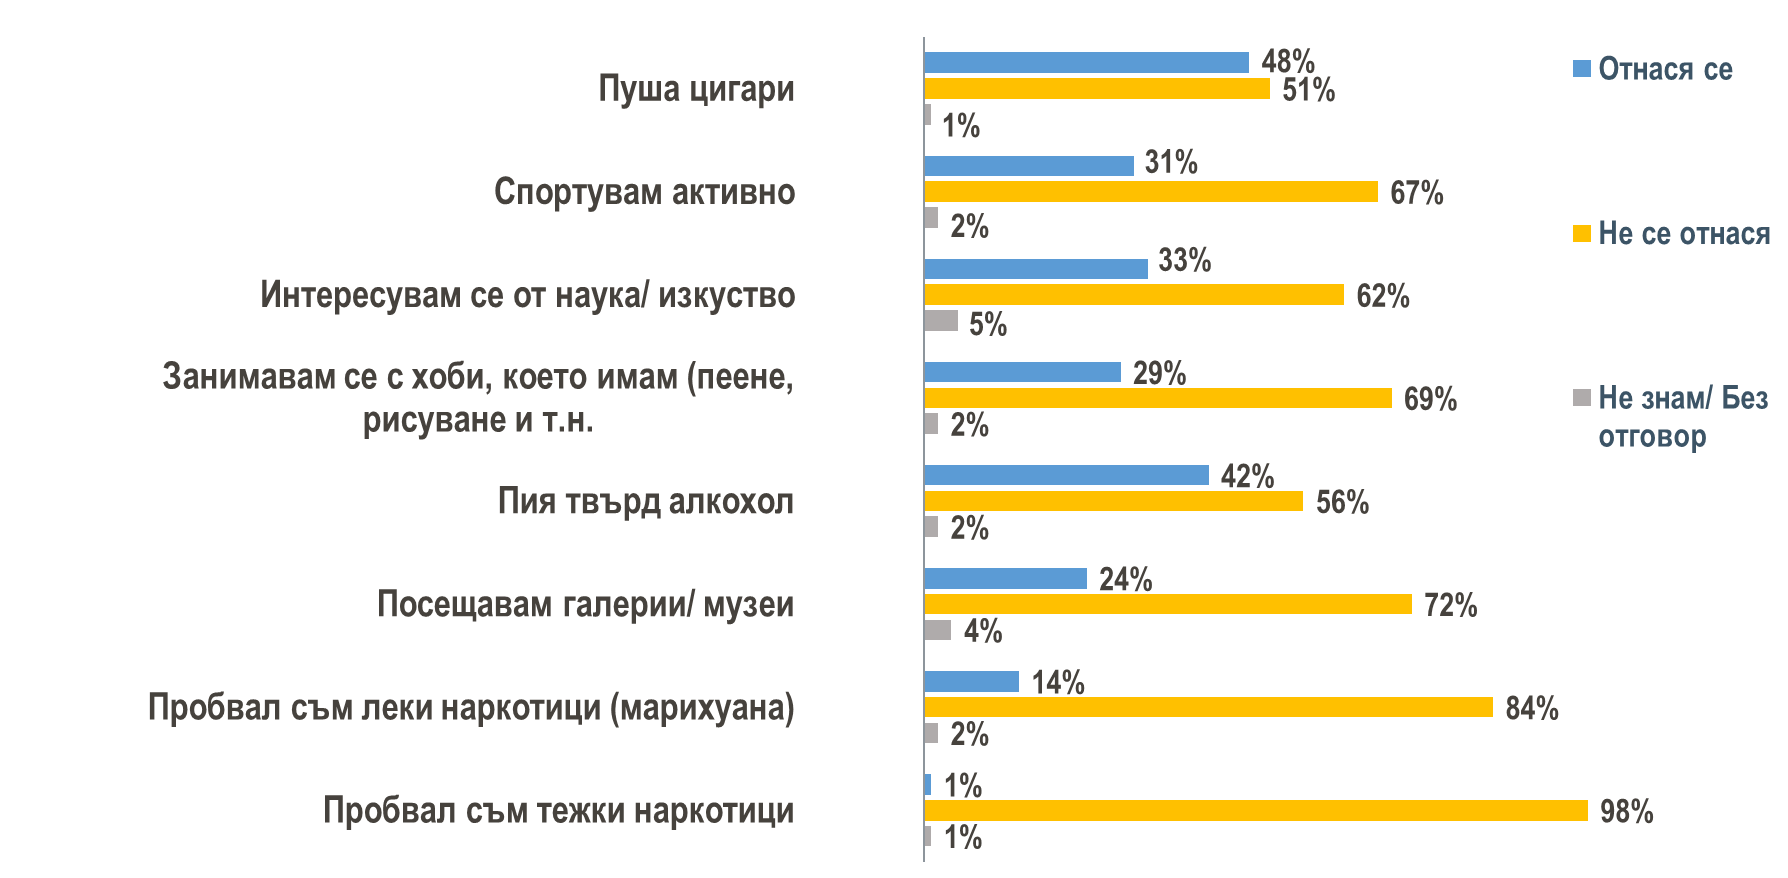 Пуша цигари
48%
51%
1%
Спортувам активно
31%
67%
2%
Интересувам се от наука/ изкуство
33%
62%
5%
Занимавам се с хоби, което имам (пеене,
рисуване и т.н.
29%
69%
2%
Пия твърд алкохол
42%
56%
2%
Посещавам галерии/ музеи
24%
72%
4%
Пробвал съм леки наркотици (марихуана)
14%
84%
2%
Пробвал съм тежки наркотици
1%
98%
1%
Отнася се
Не се отнася
Не знам/ Без
отговор